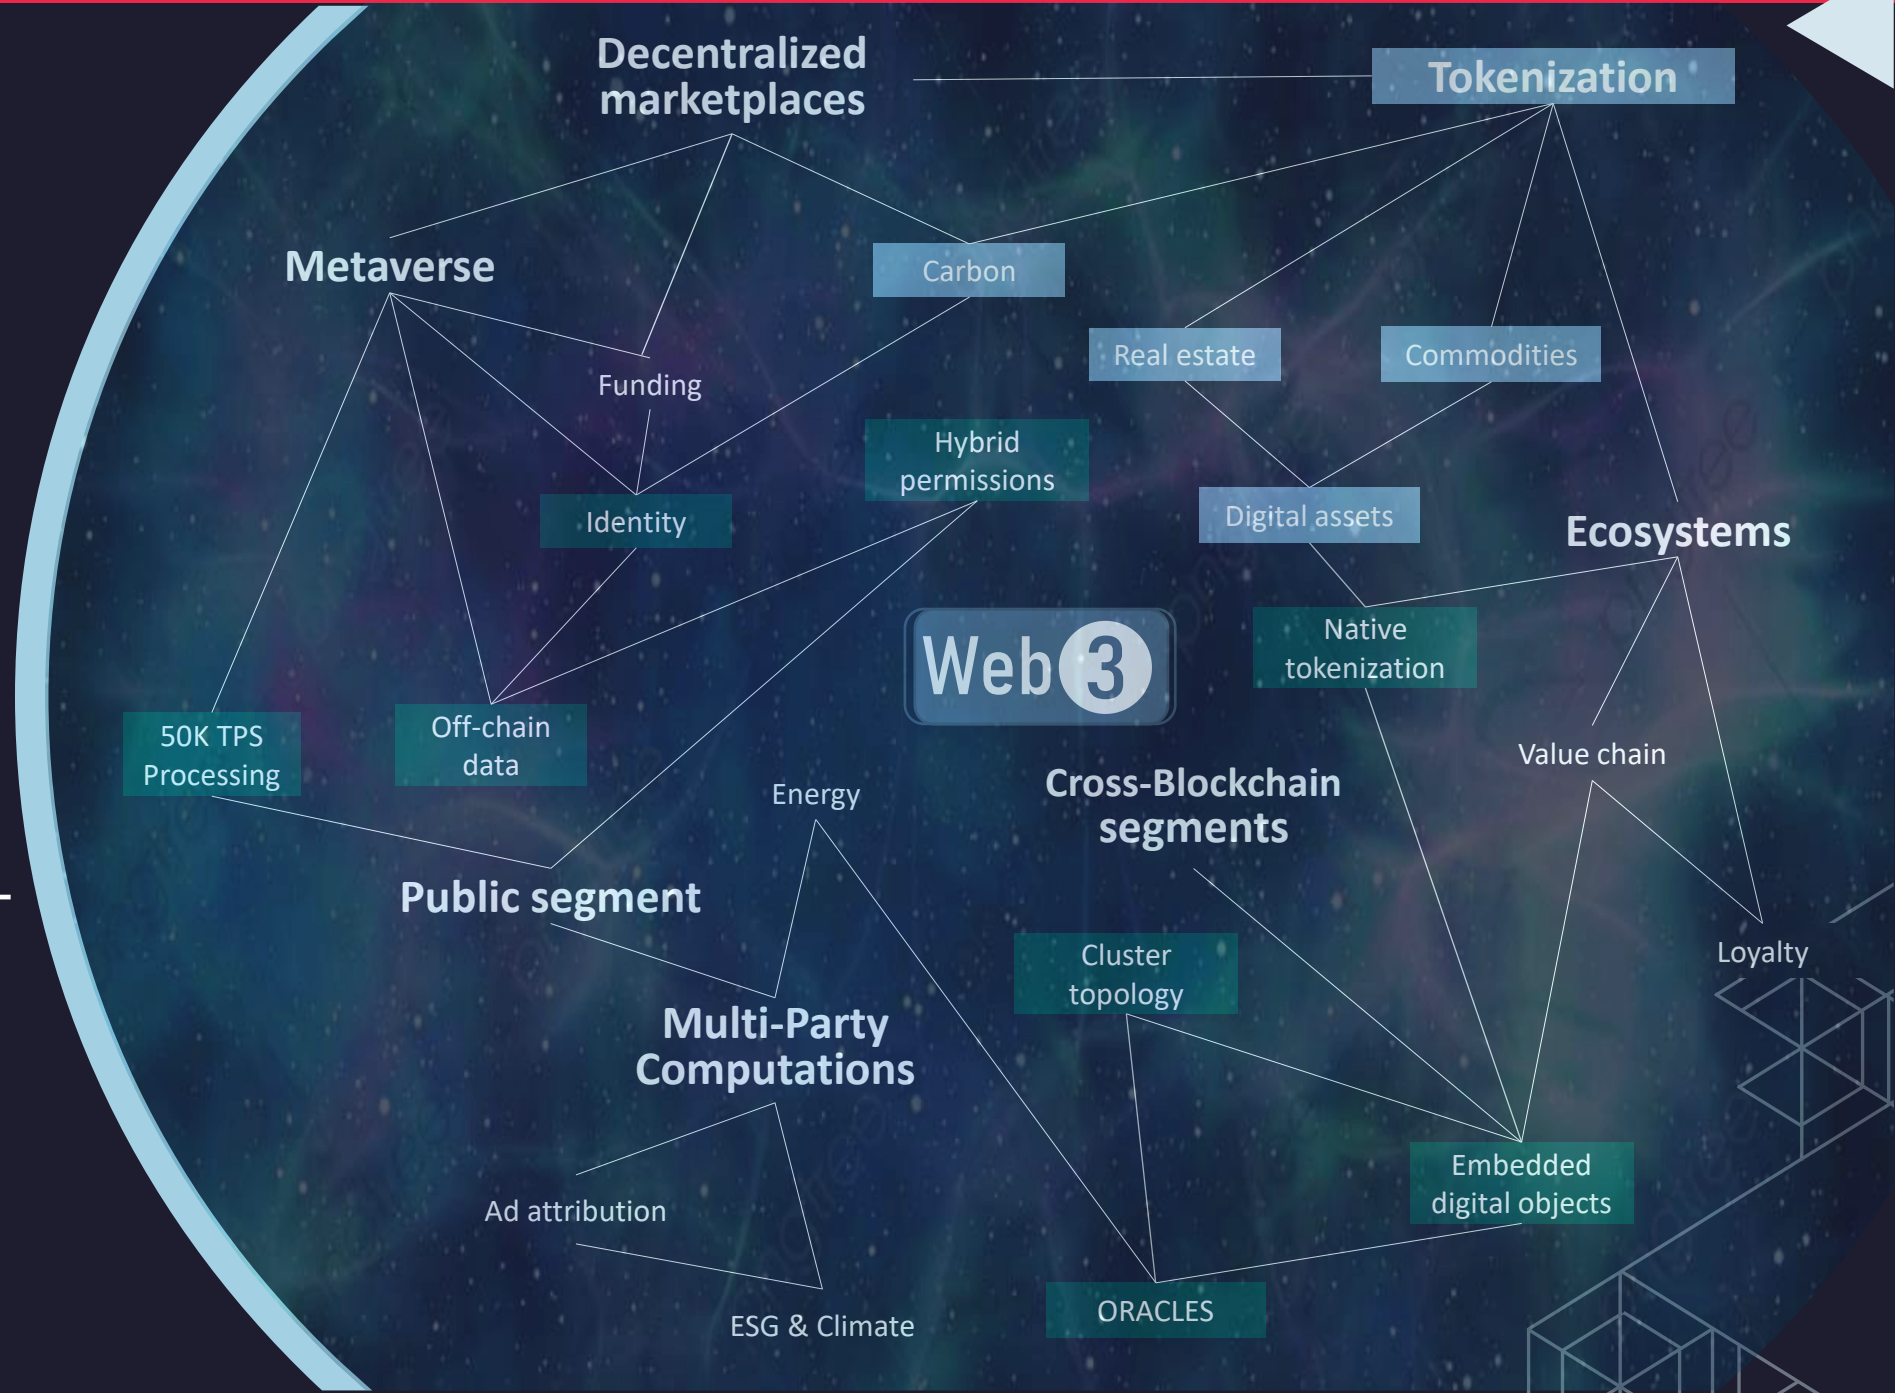 Decentralized
marketplaces
Tokenization
Metaverse
Carbon
Real estate
Commodities
Funding
Hybrid
permissions
Identity
Digital assets
Ecosystems
Web 3
Native
tokenization
50K TPS
Processing
Off-chain
data
Energy
Cross-Blockchain
segments
Value chain
Public segment
Cluster
topology
Loyalty
Multi-Party
Computations
Embedded
digital objects
Ad attribution
ORACLES
ESG & Climate